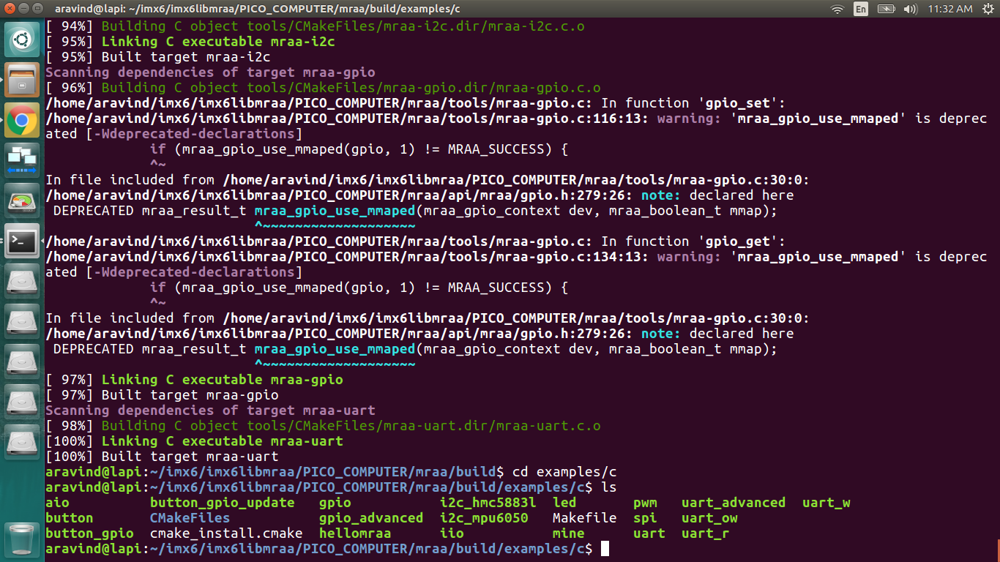 aravind@lapi: ~/imx6/imx6libmraa/PICO_COMPUTER/mraa/build/examples/c
En
11:32 AM
[ 94%] Building C object tools/CMakeFiles/mraa-i2c.dir/mraa-i2c.c.o
[ 95%] Linking C executable mraa-i2c
[ 95%] Built target mraa-i2c
Scanning dependencies of target mraa-gpio
[ 96%] Building C object tools/CMakeFiles/mraa-gpio.dir/mraa-gpio.c.o
/home/aravind/imx6/imx6libmraa/PICO_COMPUTER/mraa/tools/mraa-gpio.c: In function 'gpio_set':
/home/aravind/imx6/imx6libmraa/PICO_COMPUTER/mraa/tools/mraa-gpio.c:116:13: warning: 'mraa_gpio_use_mmaped' is deprec
ated [-Wdeprecated-declarations]
             if (mraa_gpio_use_mmaped(gpio, 1) != MRAA_SUCCESS) {
             ^~
In file included from /home/aravind/imx6/imx6libmraa/PICO_COMPUTER/mraa/tools/mraa-gpio.c:30:0:
/home/aravind/imx6/imx6libmraa/PICO_COMPUTER/mraa/api/mraa/gpio.h:279:26: note: declared here
 DEPRECATED mraa_result_t mraa_gpio_use_mmaped(mraa_gpio_context dev, mraa_boolean_t mmap);
                          ^~~~~~~~~~~~~~~~~~~~
/home/aravind/imx6/imx6libmraa/PICO_COMPUTER/mraa/tools/mraa-gpio.c: In function 'gpio_get':
/home/aravind/imx6/imx6libmraa/PICO_COMPUTER/mraa/tools/mraa-gpio.c:134:13: warning: 'mraa_gpio_use_mmaped' is deprec
ated [-Wdeprecated-declarations]
             if (mraa_gpio_use_mmaped(gpio, 1) != MRAA_SUCCESS) {
             ^~
In file included from /home/aravind/imx6/imx6libmraa/PICO_COMPUTER/mraa/tools/mraa-gpio.c:30:0:
/home/aravind/imx6/imx6libmraa/PICO_COMPUTER/mraa/api/mraa/gpio.h:279:26: note: declared here
 DEPRECATED mraa_result_t mraa_gpio_use_mmaped(mraa_gpio_context dev, mraa_boolean_t mmap);
                          ^~~~~~~~~~~~~~~~~~~~
[ 97%] Linking C executable mraa-gpio
[ 97%] Built target mraa-gpio
Scanning dependencies of target mraa-uart
[ 98%] Building C object tools/CMakeFiles/mraa-uart.dir/mraa-uart.c.o
[100%] Linking C executable mraa-uart
[100%] Built target mraa-uart
aravind@lapi:~/imx6/imx6libmraa/PICO_COMPUTER/mraa/build$ cd examples/c
aravind@lapi:~/imx6/imx6libmraa/PICO_COMPUTER/mraa/build/examples/c$ ls
aio          button_gpio_update   gpio           i2c_hmc5883l  led       pwm   uart_advanced  uart_w
button       CMakeFiles           gpio_advanced  i2c_mpu6050   Makefile  spi   uart_ow
button_gpio  cmake_install.cmake  hellomraa      iio           mine      uart  uart_r
aravind@lapi:~/imx6/imx6libmraa/PICO_COMPUTER/mraa/build/examples/c$